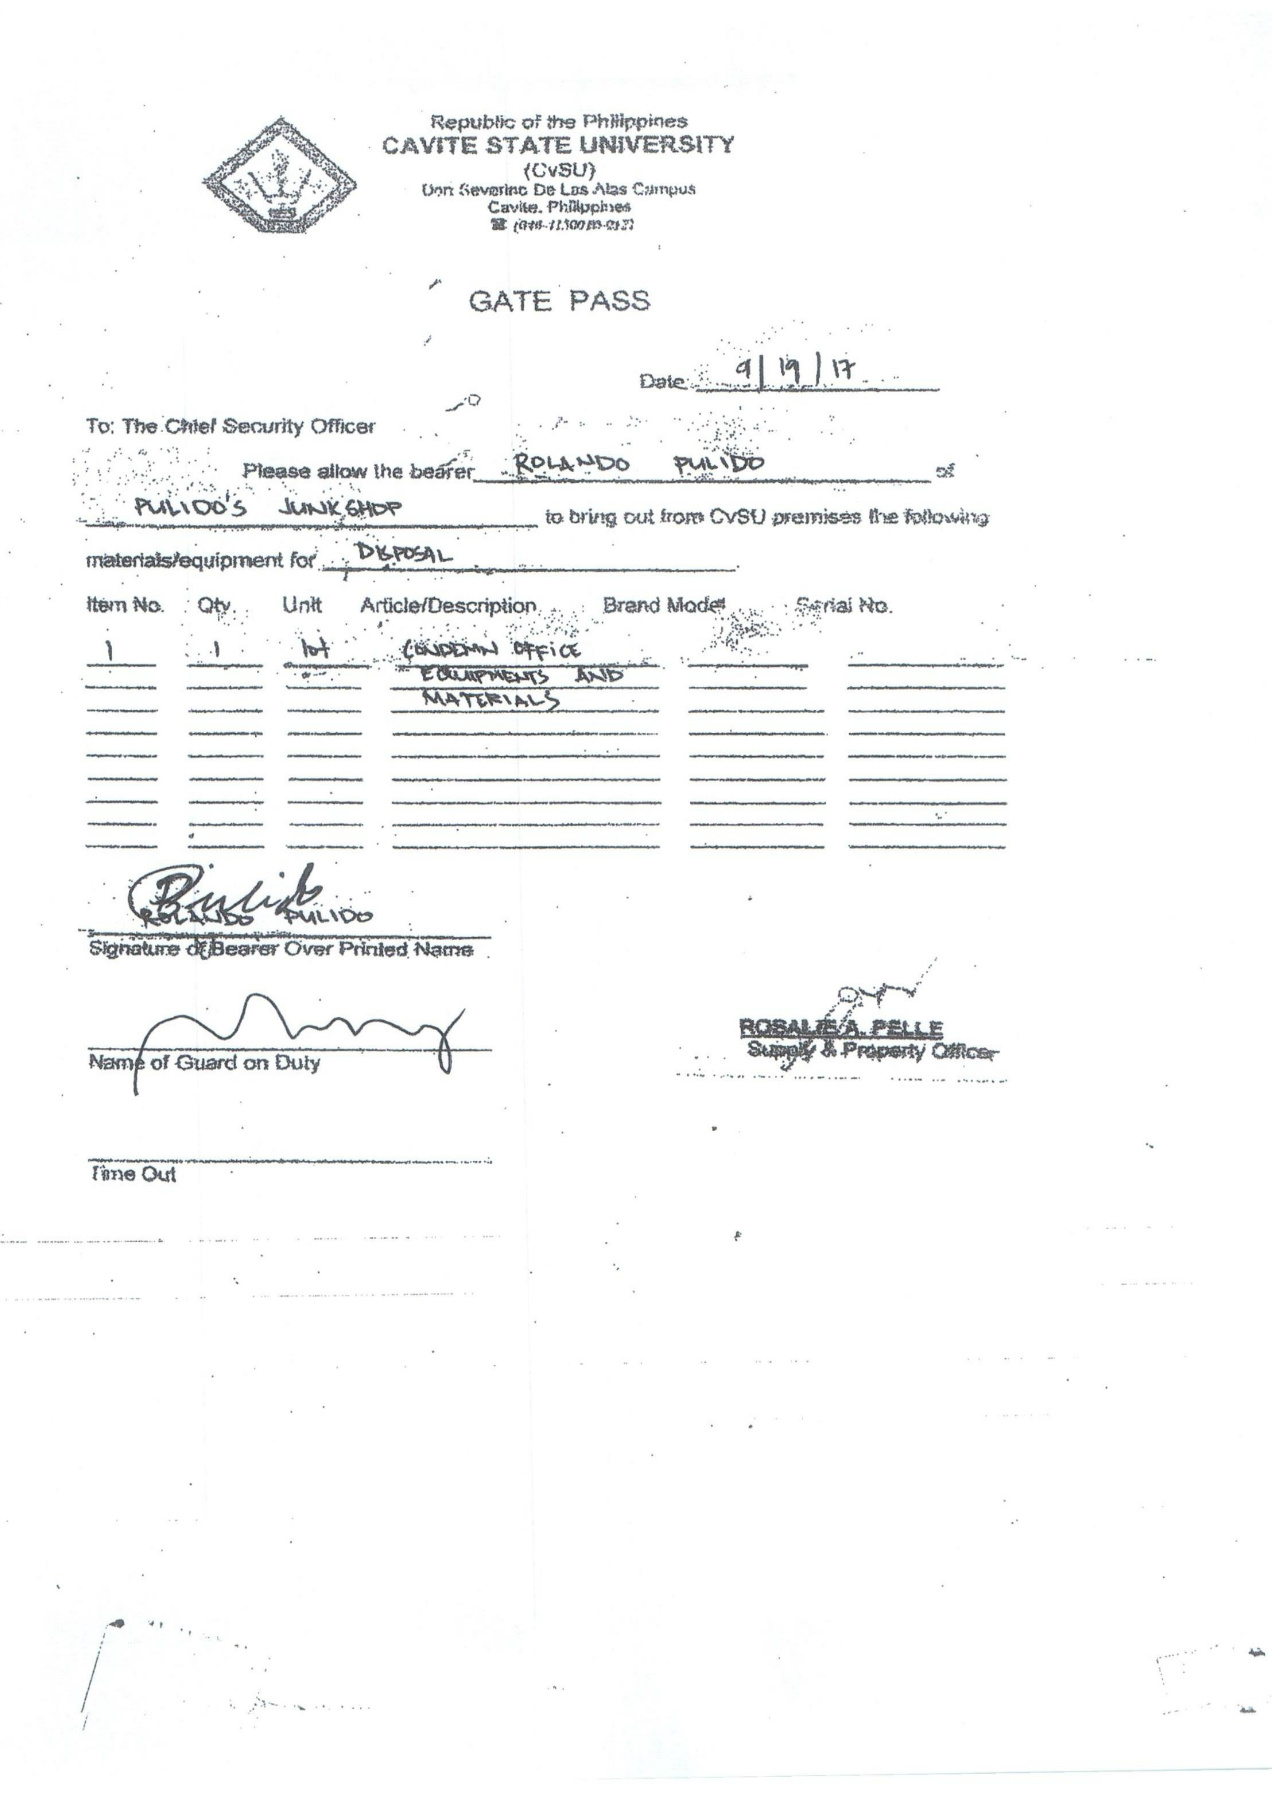 Republic of the Philippines
CAVITE STATE UNIVERSITY
(CvSU)
Don Severino De Las Alas Campus
Cavite, Philippines
GATE PASS
Date: 9/19/17
To: The Chief Security Officer
Please allow the bearer ROLANDO PULIDO of
PULIDO'S JUNKSHOP to bring out from CvSU premises the following
materials/equipment for DISPOSAL
Item No. Qty. Unit Article/Description Brand Model Serial No.
1 1 lot CONDEMN OFFICE
EQUIPMENTS AND
MATERIALS
Pulido
ROLANDO PULIDO
Signature of Bearer Over Printed Name
ROSALIE A. PELLE
Supply & Property Officer
Name of Guard on Duty
Time Out